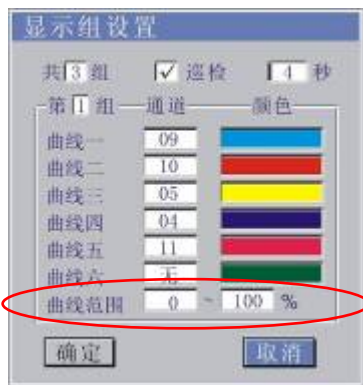 显示组设置
共 3 组 ✓ 巡检 4 秒
第 1 组 通道 颜色
曲线一 09
曲线二 10
曲线三 05
曲线四 04
曲线五 11
曲线六 无
曲线范围 0 ~ 100 %
确定 取消